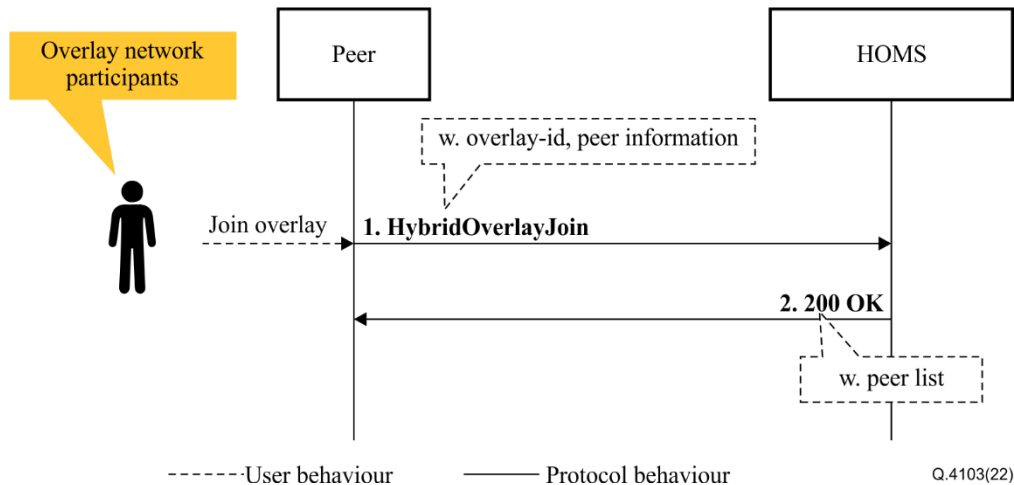 Overlay network
participants
Peer
HOMS
w. overlay-id, peer information
Join overlay
1. HybridOverlayJoin
2. 200 OK
w. peer list
User behaviour
Protocol behaviour
Q.4103(22)